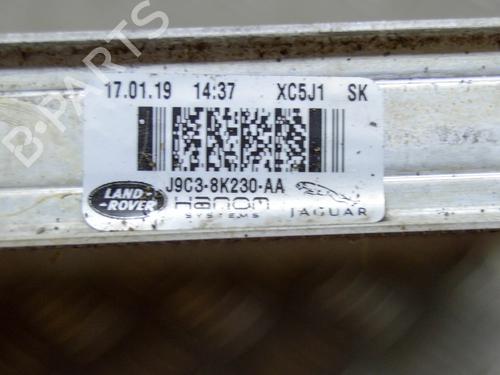 B-PARTS
17.01.19 14:37 XC5J1 SK
J9C3-8K230-AA
LAND-ROVER
Hanon SYSTEMS
JAGUAR